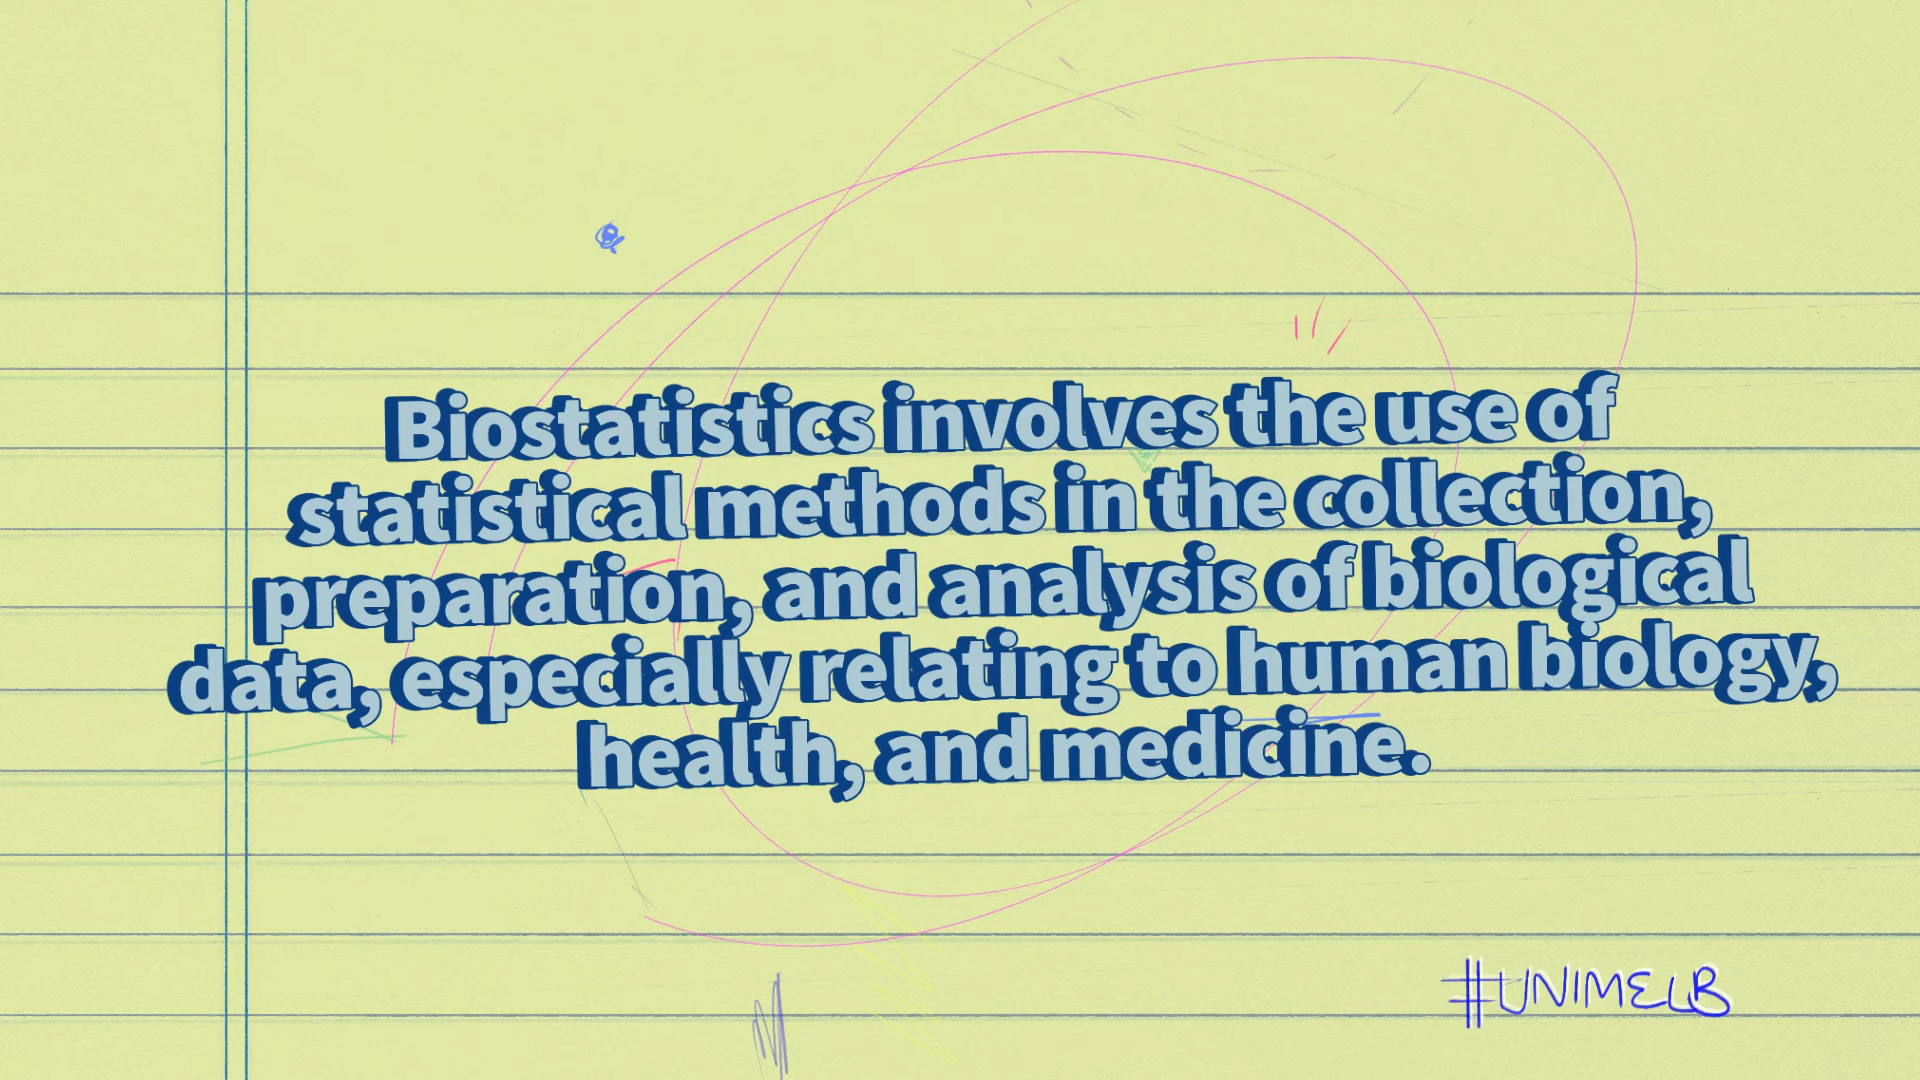 Biostatistics involves the use of
statistical methods in the collection,
preparation, and analysis of biological
data, especially relating to human biology,
health, and medicine.
#UNIMELB